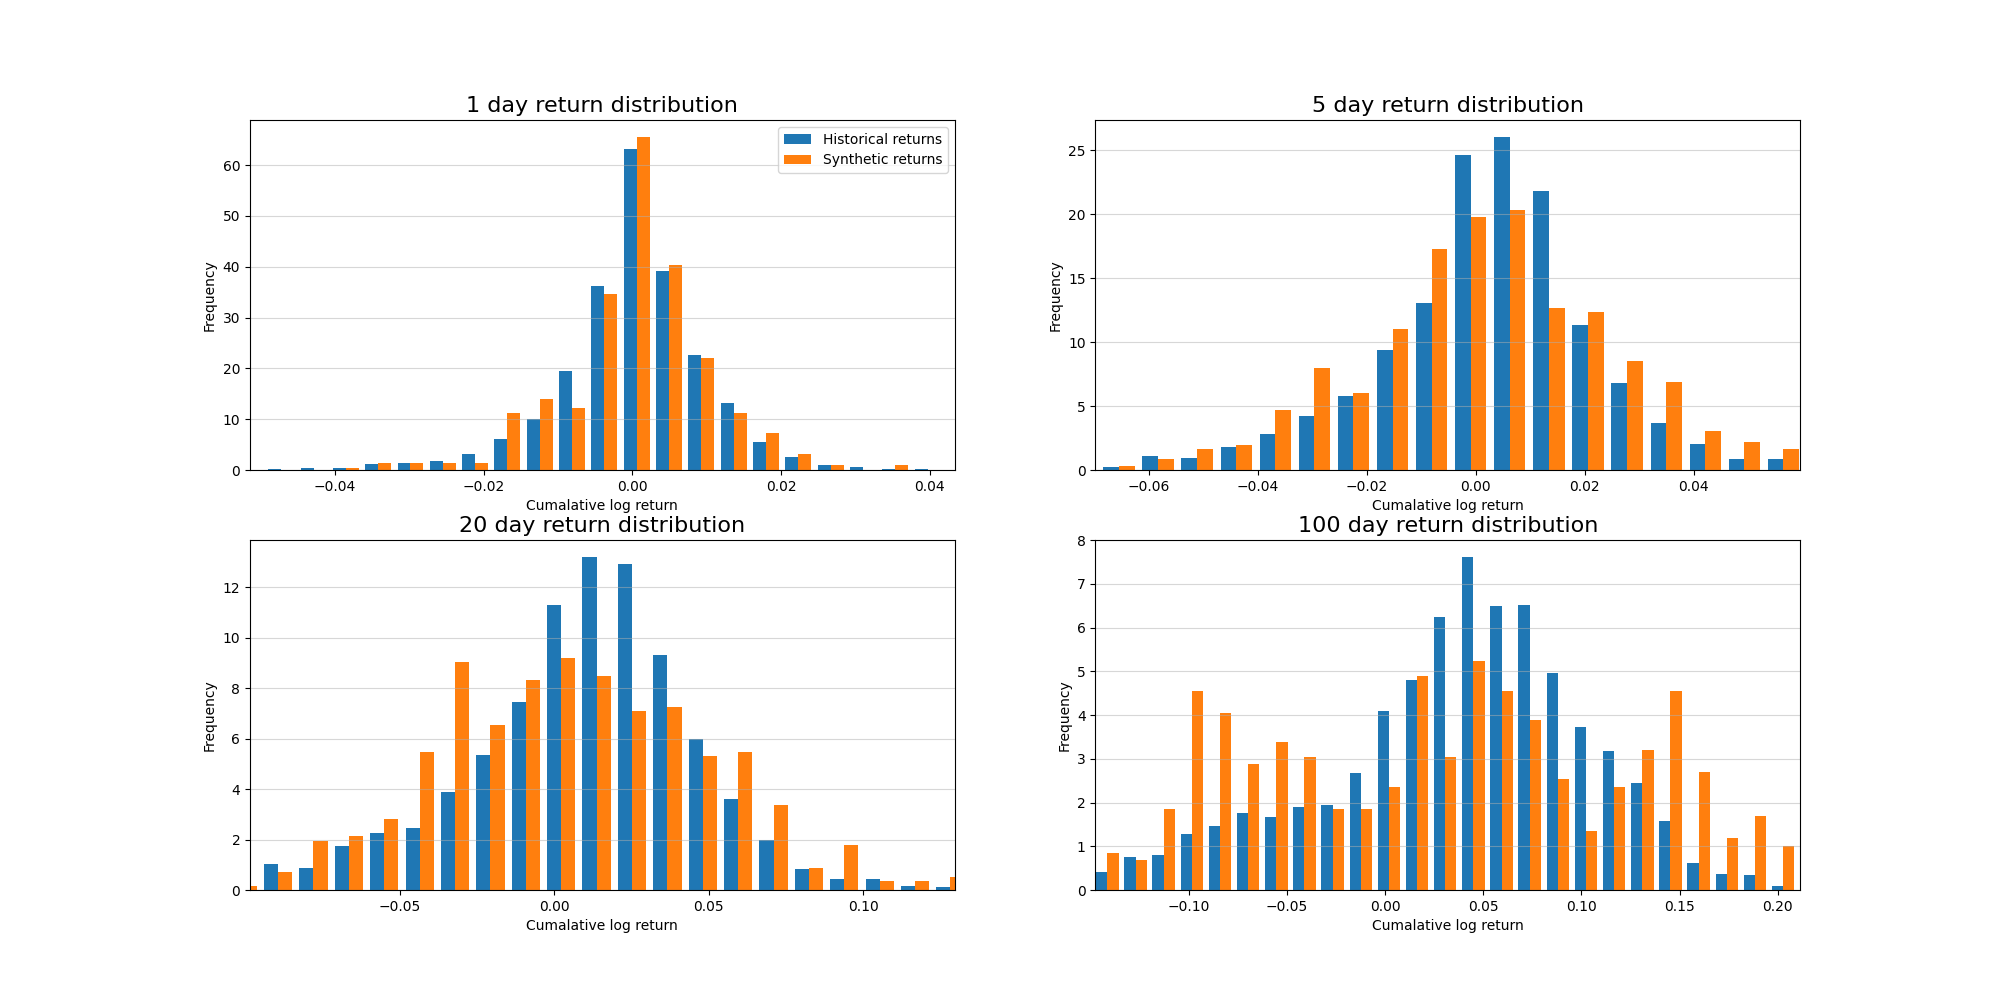 1 day return distribution
Historical returns
Synthetic returns
Frequency
60
50
40
30
20
10
0
−0.04 −0.02 0.00 0.02 0.04
Cumalative log return
5 day return distribution
Frequency
25
20
15
10
5
0
−0.06 −0.04 −0.02 0.00 0.02 0.04
Cumalative log return
20 day return distribution
Frequency
12
10
8
6
4
2
0
−0.05 0.00 0.05 0.10
Cumalative log return
100 day return distribution
Frequency
8
7
6
5
4
3
2
1
0
−0.10 −0.05 0.00 0.05 0.10 0.15 0.20
Cumalative log return